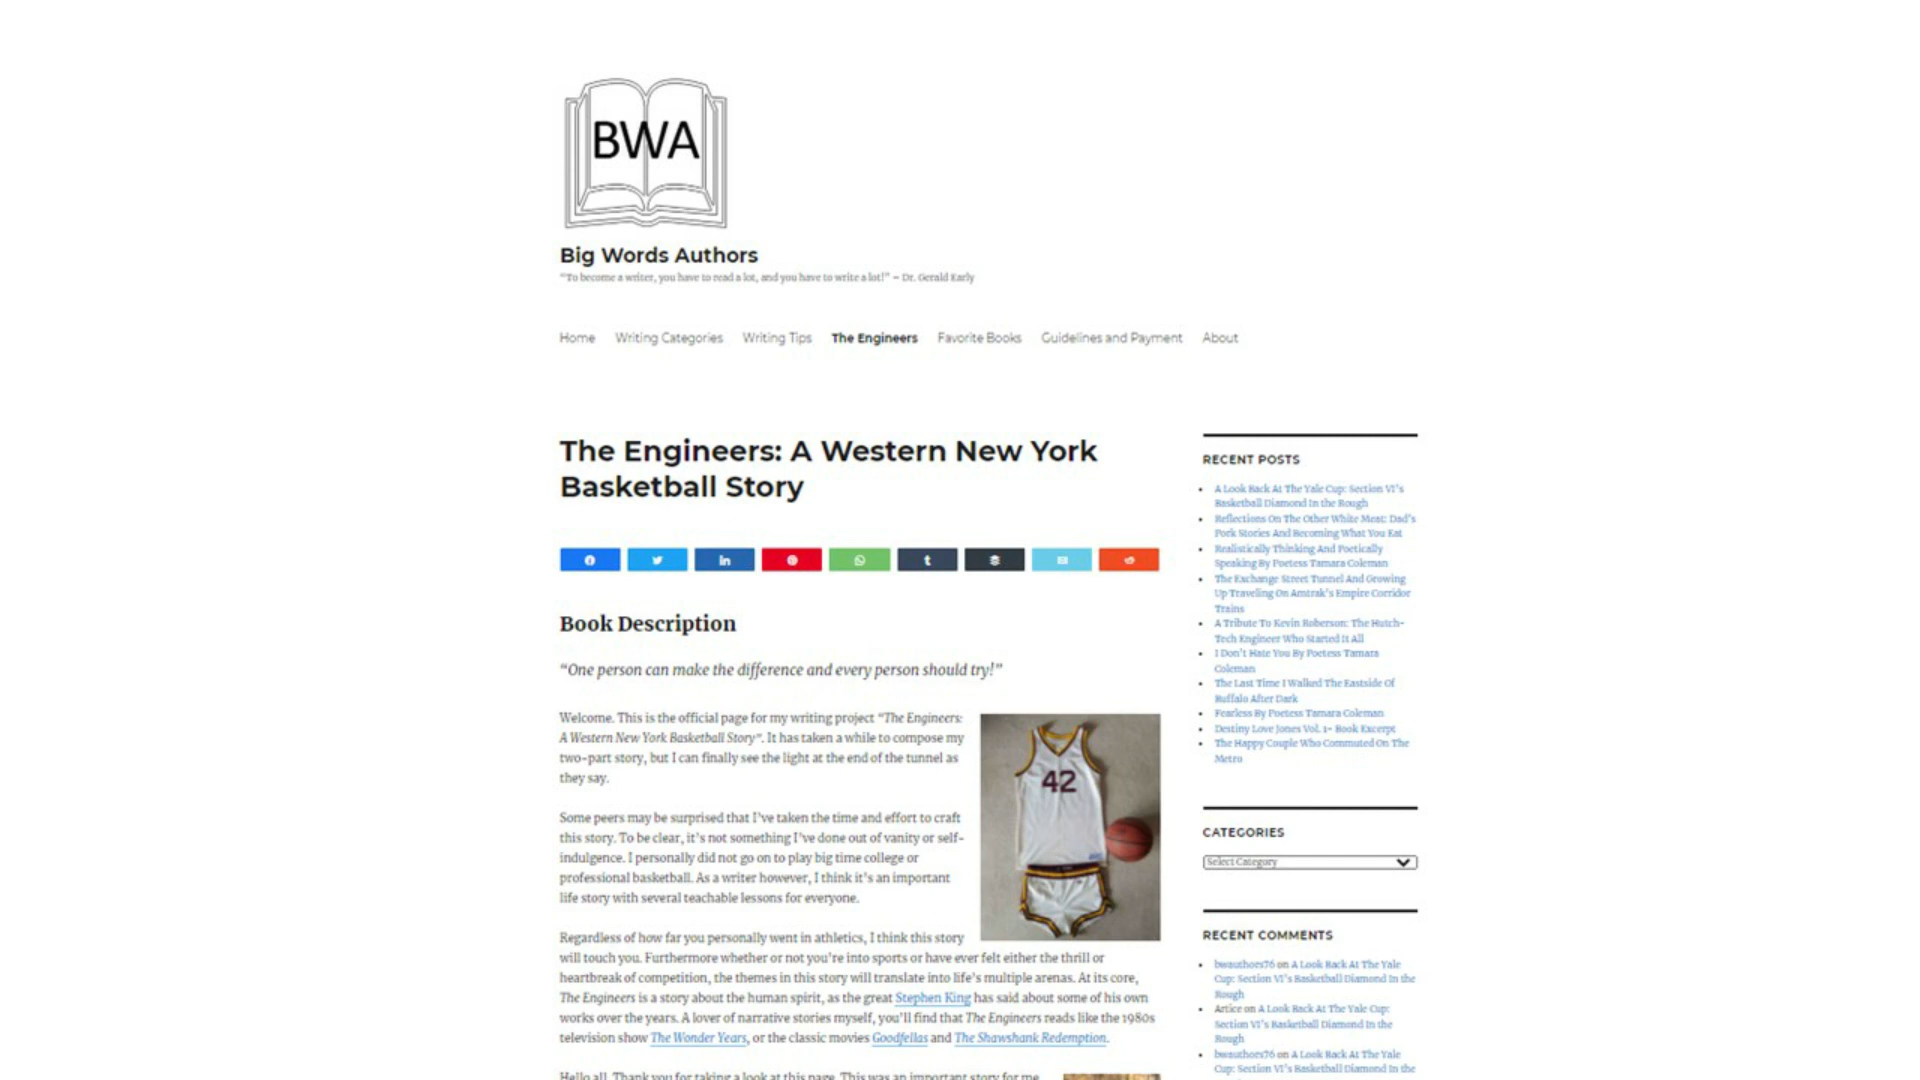 BWA
Big Words Authors
"To become a writer, you have to read a lot, and you have to write a lot!" – Dr. Gerald Early
Home Writing Categories Writing Tips The Engineers Favorite Books Guidelines and Payment About
The Engineers: A Western New York
Basketball Story
Book Description
“One person can make the difference and every person should try!”
Welcome. This is the official page for my writing project “The Engineers:
A Western New York Basketball Story”. It has taken a while to compose my
two-part story, but I can finally see the light at the end of the tunnel as
they say.
42
Some peers may be surprised that I've taken the time and effort to craft
this story. To be clear, it's not something I've done out of vanity or self-
indulgence. I personally did not go on to play big time college or
professional basketball. As a writer however, I think it's an important
life story with several teachable lessons for everyone.
Regardless of how far you personally went in athletics, I think this story
will touch you. Furthermore whether or not you're into sports or have ever felt either the thrill or
heartbreak of competition, the themes in this story will translate into life's multiple arenas. At its core,
The Engineers is a story about the human spirit, as the great Stephen King has said about some of his own
works over the years. A lover of narrative stories myself, you'll find that The Engineers reads like the 1980s
television show The Wonder Years, or the classic movies Goodfellas and The Shawshank Redemption.
Hello all. Thank you for taking a look at this page. This was an important story for me
RECENT POSTS
A Look Back At The Yale Cup: Section VI's
Basketball Diamond In the Rough
Reflections On The Other White Meat: Dad's
Pork Stories And Becoming What You Eat
Realistically Thinking And Poetically
Speaking By Poetess Tamara Coleman
The Exchange Street Tunnel And Growing
Up Traveling On Amtrak's Empire Corridor
Trains
A Tribute To Kevin Roberson: The Hutch-
Tech Engineer Who Started It All
I Don't Hate You By Poetess Tamara
Coleman
The Last Time I Walked The Eastside Of
Buffalo After Dark
Fearless By Poetess Tamara Coleman
Destiny Love Jones Vol. 1- Book Excerpt
The Happy Couple Who Commuted On The
Metro
CATEGORIES
Select Category
RECENT COMMENTS
bwauthors76 on A Look Back At The Yale
Cup: Section VI's Basketball Diamond In the
Rough
Artice on A Look Back At The Yale Cup:
Section VI's Basketball Diamond In the
Rough
bwauthors76 on A Look Back At The Yale
Cup: Section VI's Basketball Diamond In the